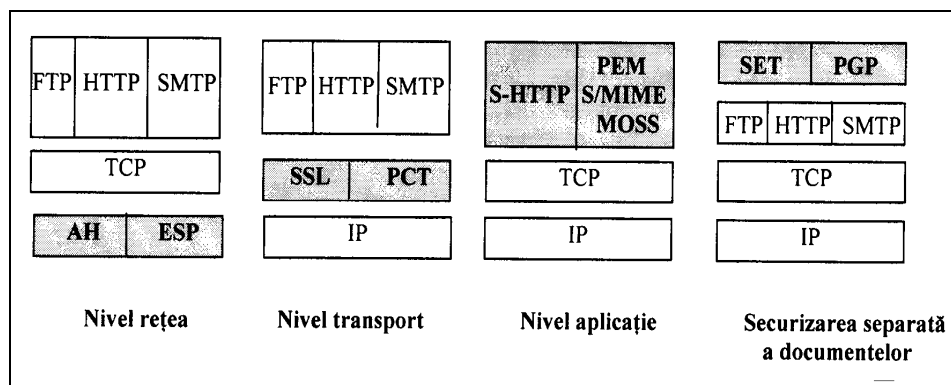 FTP HTTP SMTP
TCP
AH ESP
Nivel rețea
FTP HTTP SMTP
SSL PCT
IP
Nivel transport
S-HTTP
PEM
S/MIME
MOSS
TCP
IP
Nivel aplicație
SET PGP
FTP HTTP SMTP
TCP
IP
Securizarea separată
a documentelor